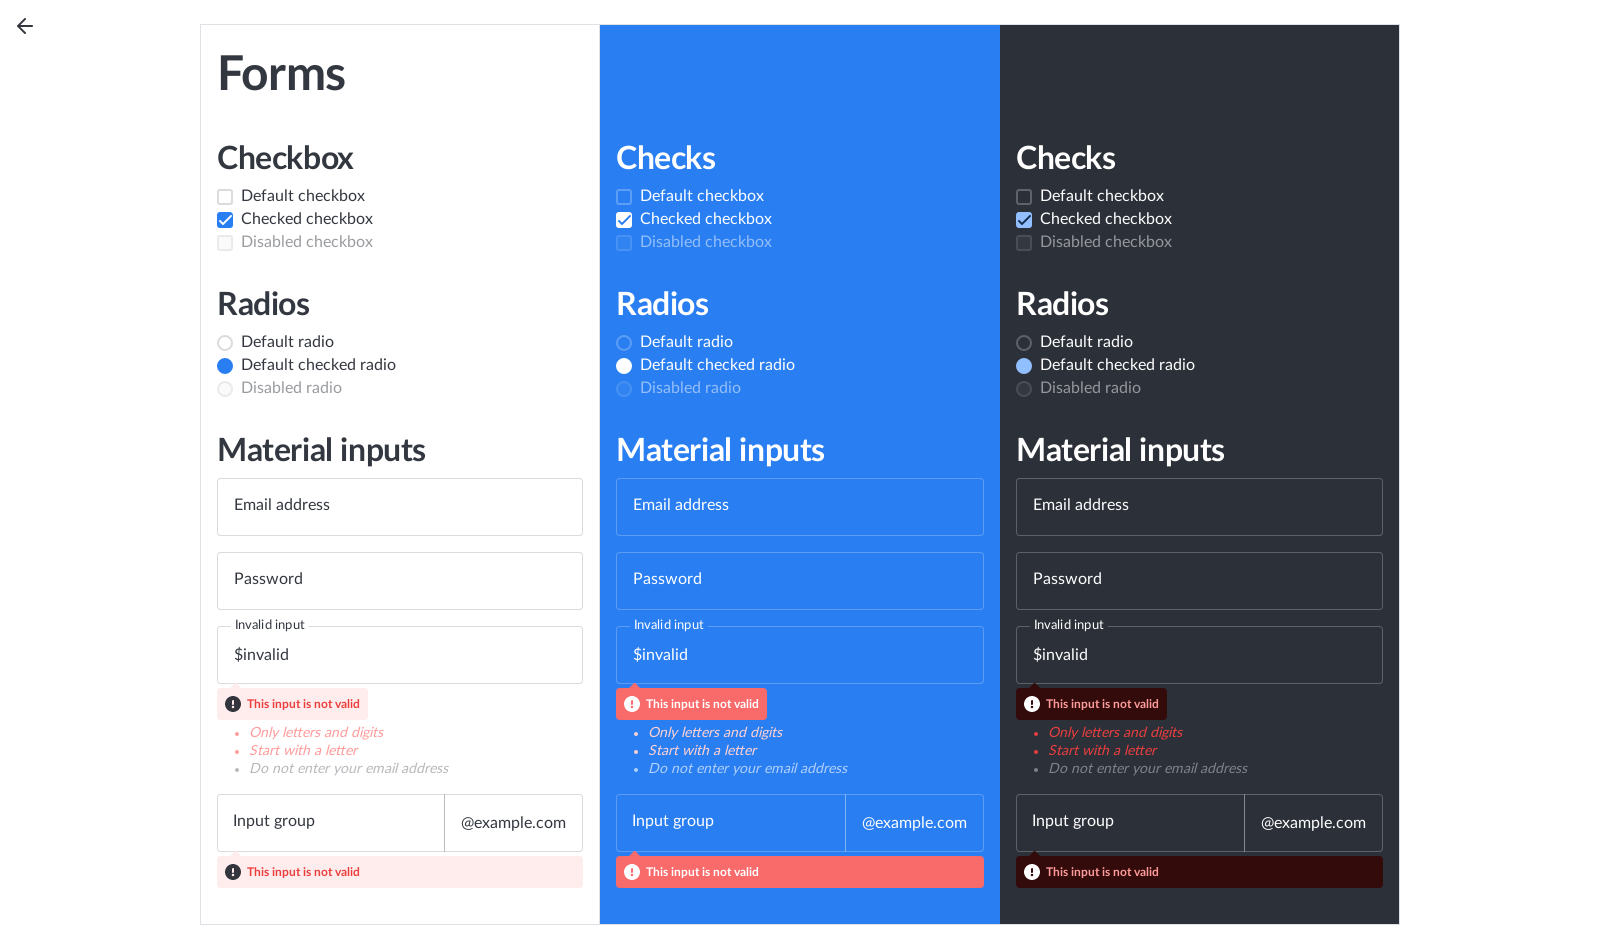 Forms
Checkbox
Default checkbox
Checked checkbox
Disabled checkbox
Radios
Default radio
Default checked radio
Disabled radio
Material inputs
Email address
Password
Invalid input
$invalid
This input is not valid
Only letters and digits
Start with a letter
Do not enter your email address
Input group
@example.com
This input is not valid
Checks
Default checkbox
Checked checkbox
Disabled checkbox
Radios
Default radio
Default checked radio
Disabled radio
Material inputs
Email address
Password
Invalid input
$invalid
This input is not valid
Only letters and digits
Start with a letter
Do not enter your email address
Input group
@example.com
This input is not valid
Checks
Default checkbox
Checked checkbox
Disabled checkbox
Radios
Default radio
Default checked radio
Disabled radio
Material inputs
Email address
Password
Invalid input
$invalid
This input is not valid
Only letters and digits
Start with a letter
Do not enter your email address
Input group
@example.com
This input is not valid